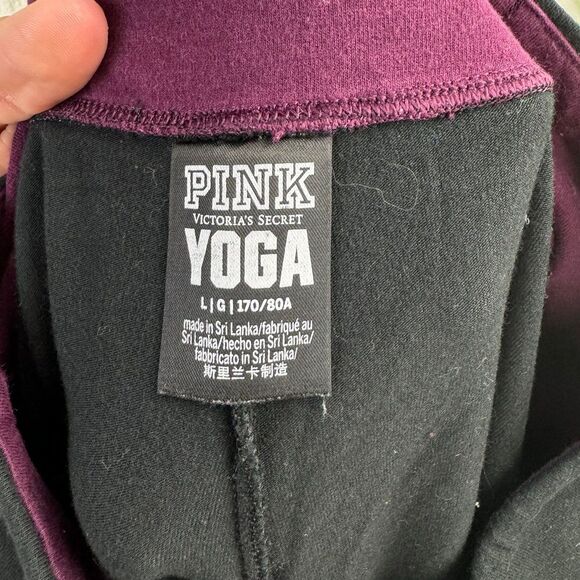 PINK
VICTORIA'S SECRET
YOGA
L | G | 170/80A
made in Sri Lanka/fabriqué au
Sri Lanka/hecho en Sri Lanka/
fabbricato in Sri Lanka/
斯里兰卡制造